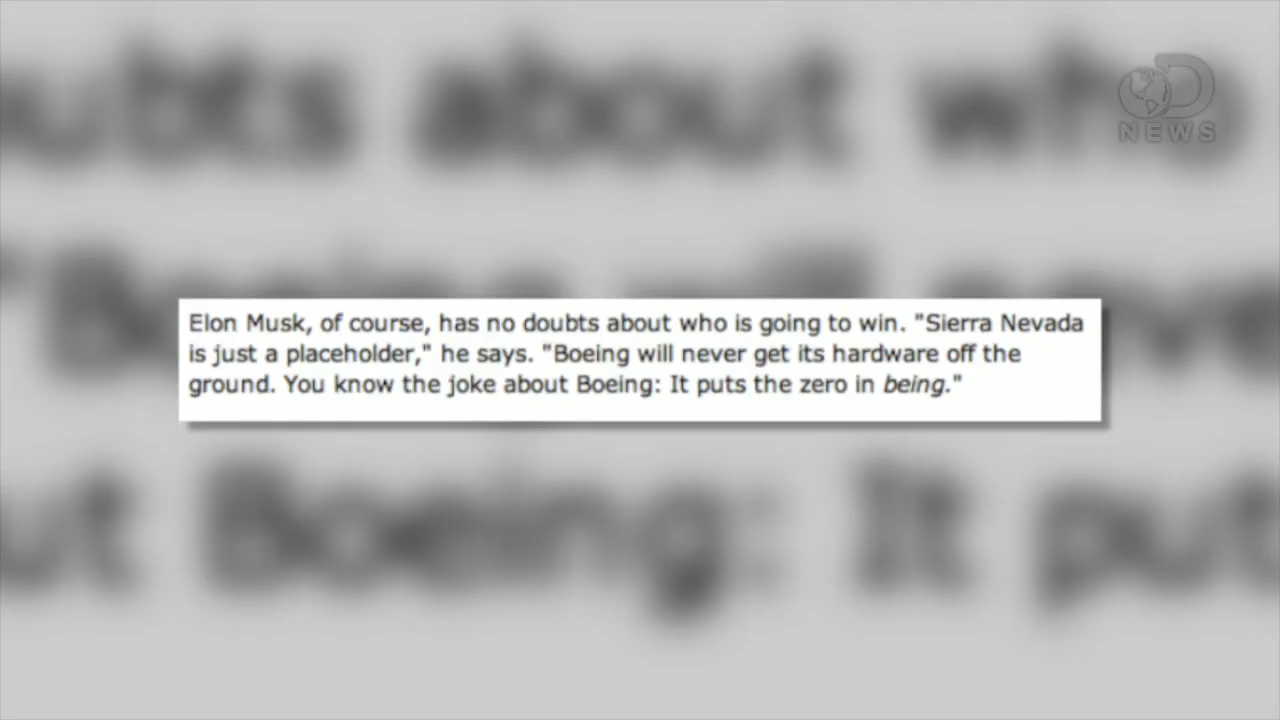 NEWS
Elon Musk, of course, has no doubts about who is going to win. "Sierra Nevada
is just a placeholder," he says. "Boeing will never get its hardware off the
ground. You know the joke about Boeing: It puts the zero in being."